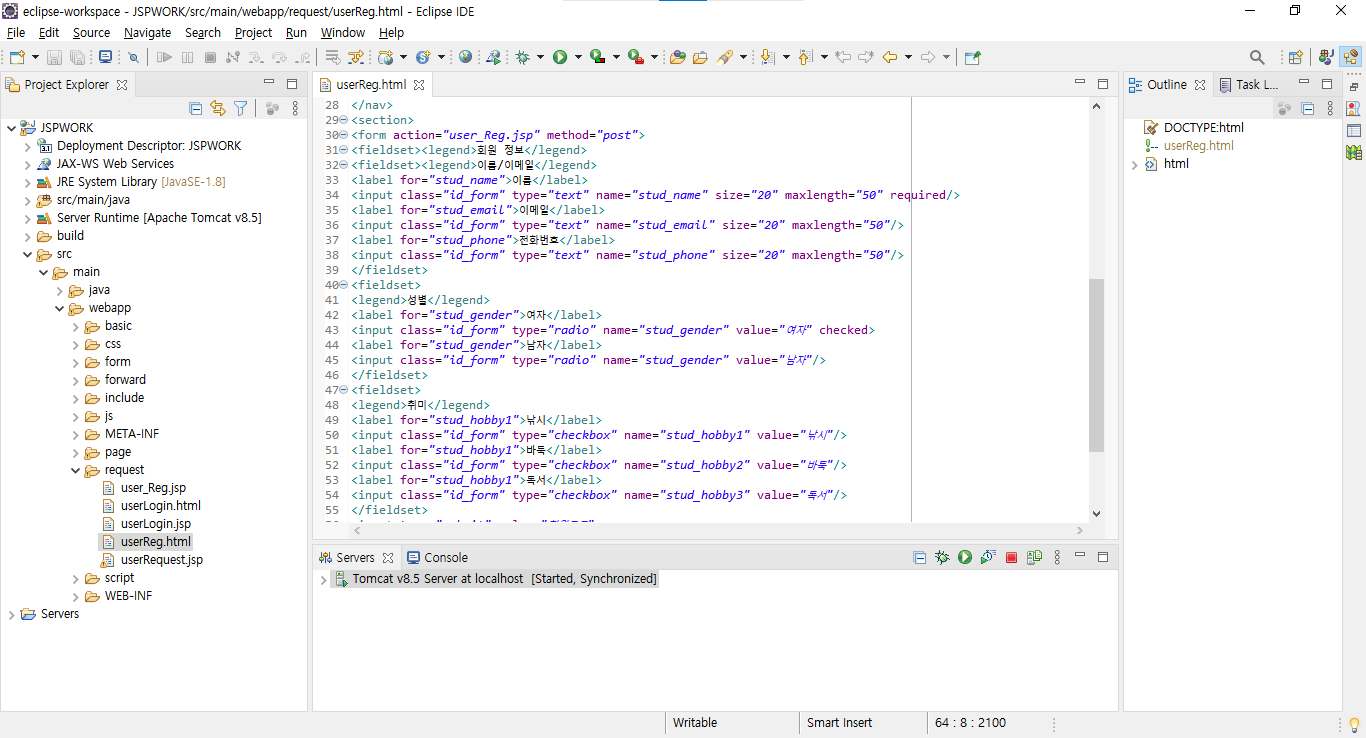 eclipse-workspace - JSPWORK/src/main/webapp/request/userReg.html - Eclipse IDE
File Edit Source Navigate Search Project Run Window Help
Project Explorer
JSPWORK
Deployment Descriptor: JSPWORK
JAX-WS Web Services
JRE System Library [JavaSE-1.8]
src/main/java
Server Runtime [Apache Tomcat v8.5]
build
src
main
java
webapp
basic
css
form
forward
include
js
META-INF
page
request
user_Reg.jsp
userLogin.html
userLogin.jsp
userReg.html
userRequest.jsp
script
WEB-INF
Servers
userReg.html
28 </nav>
29 <section>
30 <form action="user_Reg.jsp" method="post">
31 <fieldset><legend>회원 정보</legend>
32 <fieldset><legend>이름/이메일</legend>
33 <label for="stud_name">이름</label>
34 <input class="id_form" type="text" name="stud_name" size="20" maxlength="50" required/>
35 <label for="stud_email">이메일</label>
36 <input class="id_form" type="text" name="stud_email" size="20" maxlength="50"/>
37 <label for="stud_phone">전화번호</label>
38 <input class="id_form" type="text" name="stud_phone" size="20" maxlength="50"/>
39 </fieldset>
40 <fieldset>
41 <legend>성별</legend>
42 <label for="stud_gender">여자</label>
43 <input class="id_form" type="radio" name="stud_gender" value="여자" checked>
44 <label for="stud_gender">남자</label>
45 <input class="id_form" type="radio" name="stud_gender" value="남자"/>
46 </fieldset>
47 <fieldset>
48 <legend>취미</legend>
49 <label for="stud_hobby1">낚시</label>
50 <input class="id_form" type="checkbox" name="stud_hobby1" value="낚시"/>
51 <label for="stud_hobby1">바둑</label>
52 <input class="id_form" type="checkbox" name="stud_hobby2" value="바둑"/>
53 <label for="stud_hobby1">독서</label>
54 <input class="id_form" type="checkbox" name="stud_hobby3" value="독서"/>
55 </fieldset>
Servers Console
Tomcat v8.5 Server at localhost [Started, Synchronized]
Outline Task L...
DOCTYPE:html
userReg.html
html
Writable Smart Insert 64 : 8 : 2100